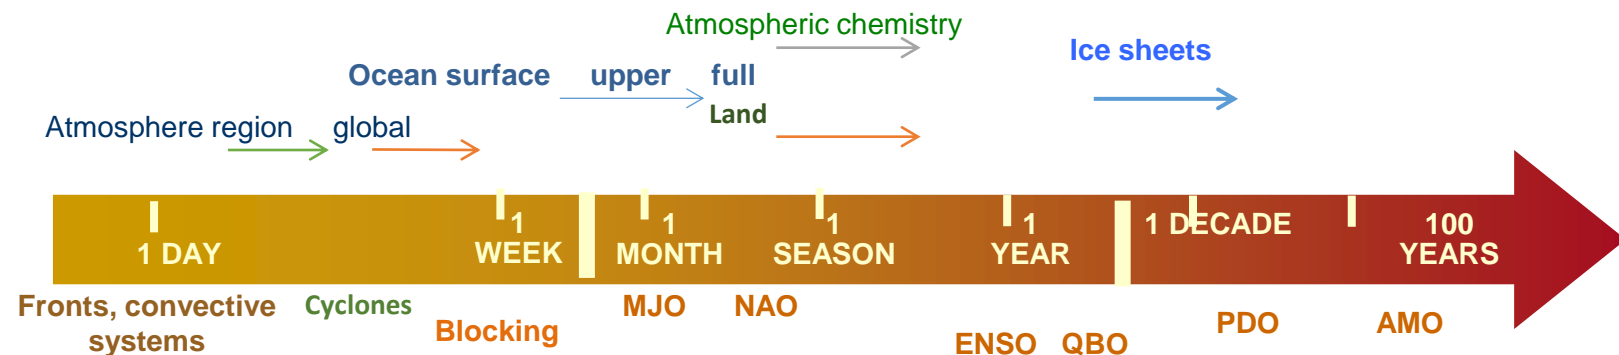 Atmospheric chemistry
Ice sheets
Ocean surface upper full
Land
Atmosphere region global
1 DAY
1
WEEK
1
MONTH
1
SEASON
1
YEAR
1 DECADE
100
YEARS
Fronts, convective
systems
Cyclones
Blocking
MJO
NAO
ENSO
QBO
PDO
AMO